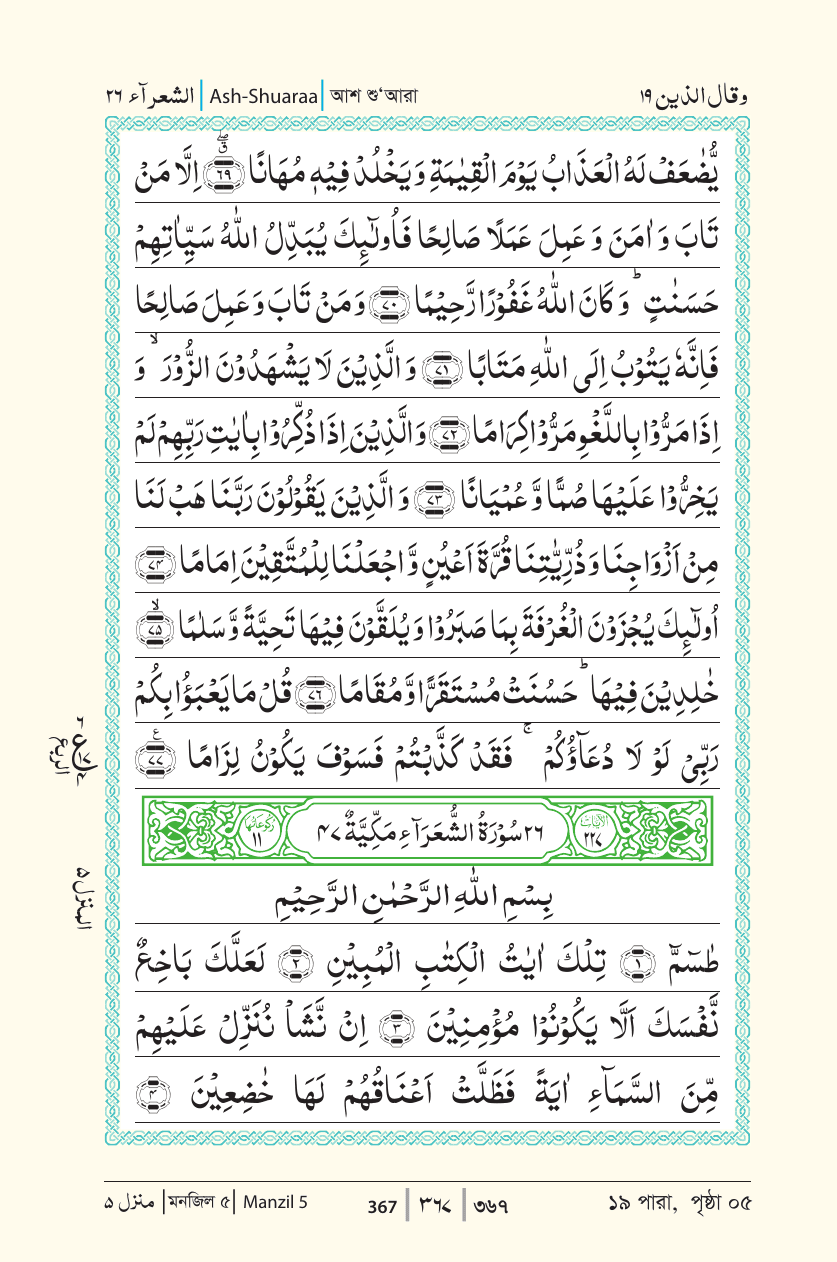 الشعرآء ٢٦ | Ash-Shuaraa | আশ শু‘আরা وقال الذين ١٩
يُّضٰعَفْ لَهُ الْعَذَابُ يَوْمَ الْقِيٰمَةِ وَيَخْلُدْ فِيْهٖ مُهَانًا ﴿٦٩﴾ۖق اِلَّا مَنْ
تَابَ وَ اٰمَنَ وَ عَمِلَ عَمَلًا صَالِحًا فَاُولٰٓئِكَ يُبَدِّلُ اللّٰهُ سَيِّاٰتِهِمْ
حَسَنٰتٍ ؕ وَ كَانَ اللّٰهُ غَفُوْرًا رَّحِيْمًا ﴿٧٠﴾ وَمَنْ تَابَ وَ عَمِلَ صَالِحًا
فَاِنَّهٗ يَتُوْبُ اِلَى اللّٰهِ مَتَابًا ﴿٧١﴾ وَ الَّذِيْنَ لَا يَشْهَدُوْنَ الزُّوْرَ ۙ وَ
اِذَا مَرُّوْا بِاللَّغْوِ مَرُّوْا كِرَامًا ﴿٧٢﴾ وَالَّذِيْنَ اِذَا ذُكِّرُوْا بِاٰيٰتِ رَبِّهِمْ لَمْ
يَخِرُّوْا عَلَيْهَا صُمًّا وَّ عُمْيَانًا ﴿٧٣﴾ وَ الَّذِيْنَ يَقُوْلُوْنَ رَبَّنَا هَبْ لَنَا
مِنْ اَزْوَاجِنَا وَ ذُرِّيّٰتِنَا قُرَّةَ اَعْيُنٍ وَّ اجْعَلْنَا لِلْمُتَّقِيْنَ اِمَامًا ﴿٧٤﴾
اُولٰٓئِكَ يُجْزَوْنَ الْغُرْفَةَ بِمَا صَبَرُوْا وَ يُلَقَّوْنَ فِيْهَا تَحِيَّةً وَّ سَلٰمًا ﴿٧٥﴾ۙ
خٰلِدِيْنَ فِيْهَا ؕ حَسُنَتْ مُسْتَقَرًّا وَّ مُقَامًا ﴿٧٦﴾ قُلْ مَا يَعْبَؤُا بِكُمْ
رَبِّيْ لَوْ لَا دُعَآؤُكُمْ ۚ فَقَدْ كَذَّبْتُمْ فَسَوْفَ يَكُوْنُ لِزَامًا ﴿٧٧﴾ع
٦
ع
١٧
٤
الربع
الاٰيات ٢٢٧ ٢٦ سُوْرَةُ الشُّعَرَآءِ مَكِّيَّةٌ ٤٧ ركوعاتها ١١
المنزل ٥
بِسْمِ اللّٰهِ الرَّحْمٰنِ الرَّحِيْمِ
طٰسٓمّٓ ﴿١﴾ تِلْكَ اٰيٰتُ الْكِتٰبِ الْمُبِيْنِ ﴿٢﴾ لَعَلَّكَ بَاخِعٌ
نَّفْسَكَ اَلَّا يَكُوْنُوْا مُؤْمِنِيْنَ ﴿٣﴾ اِنْ نَّشَاْ نُنَزِّلْ عَلَيْهِمْ
مِّنَ السَّمَآءِ اٰيَةً فَظَلَّتْ اَعْنَاقُهُمْ لَهَا خٰضِعِيْنَ ﴿٤﴾
منزل ٥ | মনজিল ৫ | Manzil 5 367 | ٣٦٧ | ৩৬৭ ১৯ পারা, পৃষ্ঠা ০৫